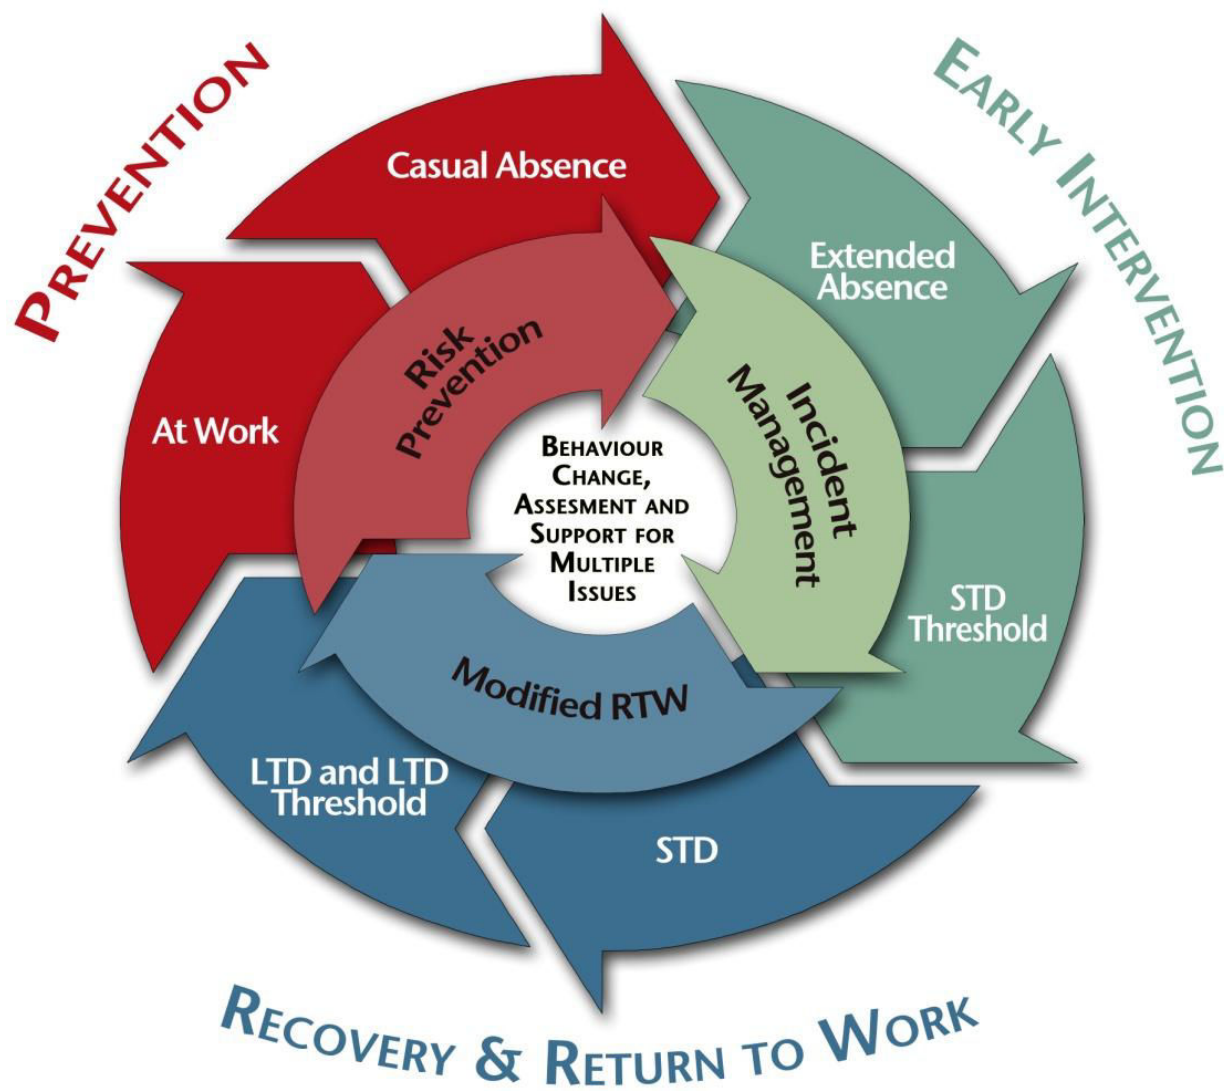 PREVENTION
EARLY INTERVENTION
Casual Absence
Extended
Absence
At Work
Risk
Prevention
Incident
Management
BEHAVIOUR
CHANGE,
ASSESMENT AND
SUPPORT FOR
MULTIPLE
ISSUES
STD
Threshold
Modified RTW
LTD and LTD
Threshold
STD
RECOVERY & RETURN TO WORK